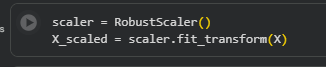 s
scaler = RobustScaler()
X_scaled = scaler.fit_transform(X)